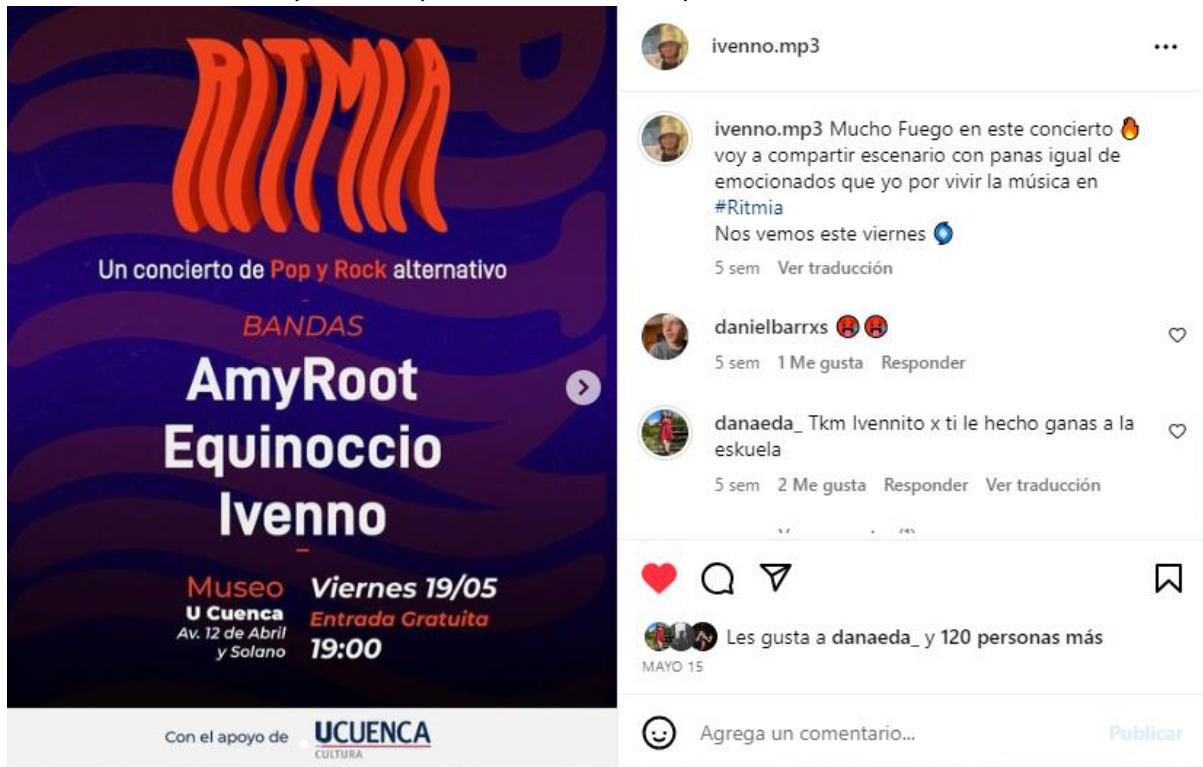 RITMIA
Un concierto de Pop y Rock alternativo
BANDAS
AmyRoot
Equinoccio
Ivenno
Museo
U Cuenca
Av. 12 de Abril
y Solano
Viernes 19/05
Entrada Gratuita
19:00
Con el apoyo de UCUENCA
CULTURA
ivenno.mp3
ivenno.mp3 Mucho Fuego en este concierto 🔥
voy a compartir escenario con panas igual de
emocionados que yo por vivir la música en
#Ritmia
Nos vemos este viernes 🌀
5 sem Ver traducción
danielbarrxs 🥵🥵
5 sem 1 Me gusta Responder
danaeda_ Tkm Ivennito x ti le hecho ganas a la
eskuela
5 sem 2 Me gusta Responder Ver traducción
Les gusta a danaeda_ y 120 personas más
MAYO 15
Agrega un comentario...
Publicar